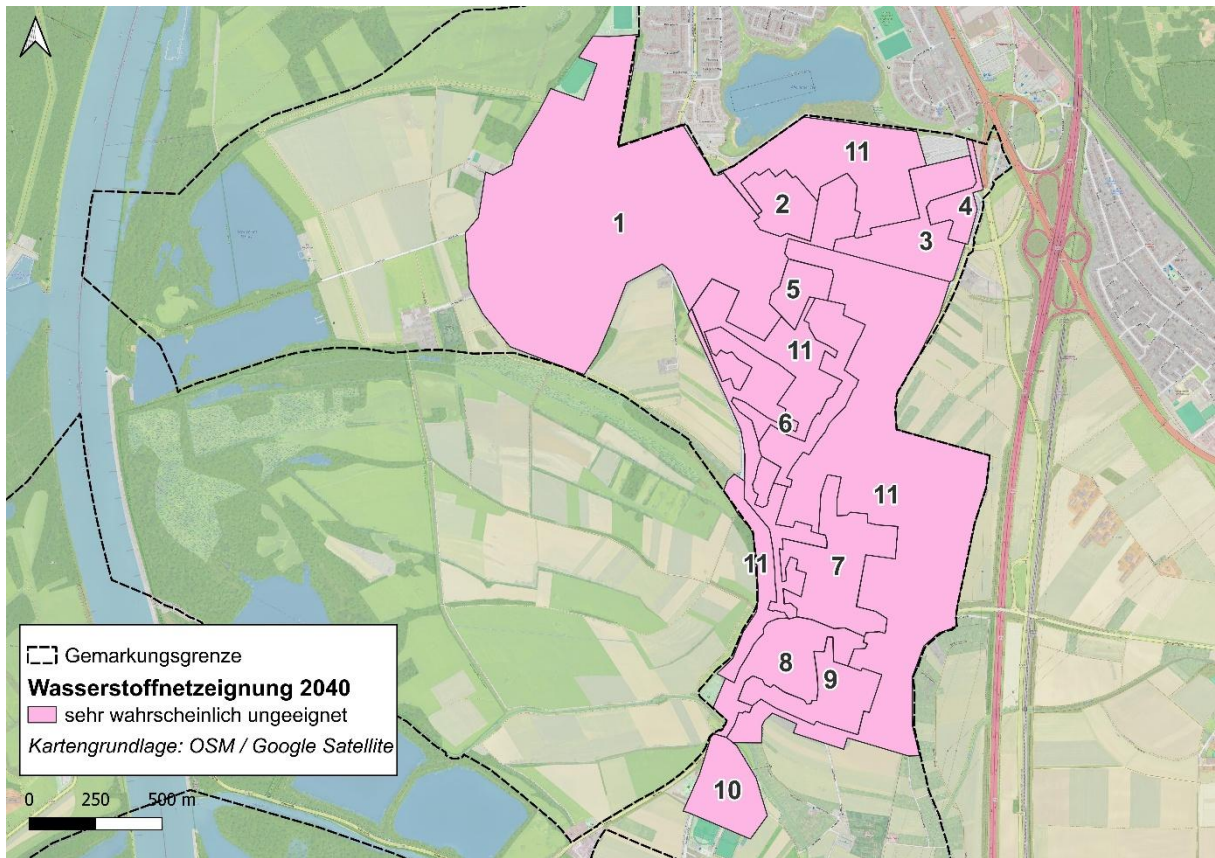 11
2
4
1
3
5
11
6
11
11
7
8
9
10
Gemarkungsgrenze
Wasserstoffnetzeignung 2040
sehr wahrscheinlich ungeeignet
Kartengrundlage: OSM / Google Satellite
0 250 500 m